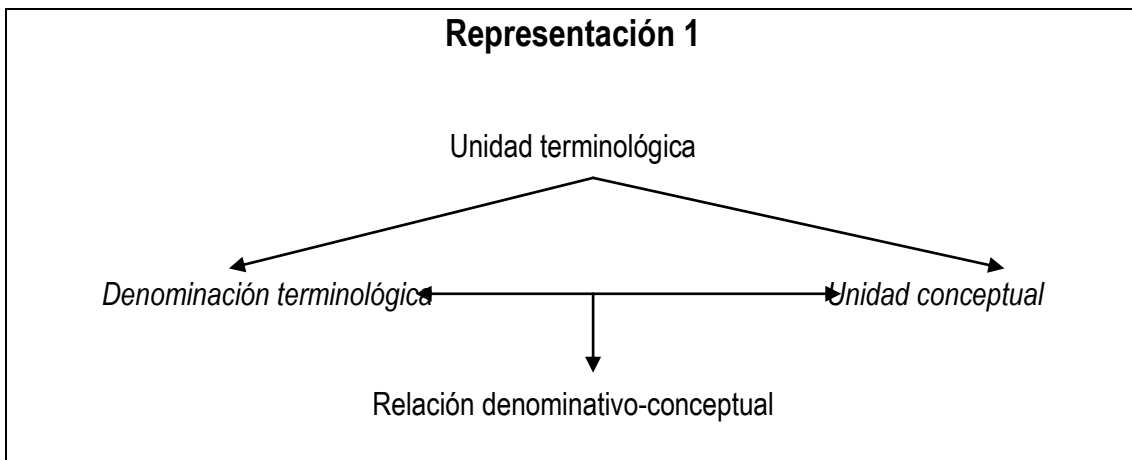 Representación 1
Unidad terminológica
Denominación terminológica
Unidad conceptual
Relación denominativo-conceptual